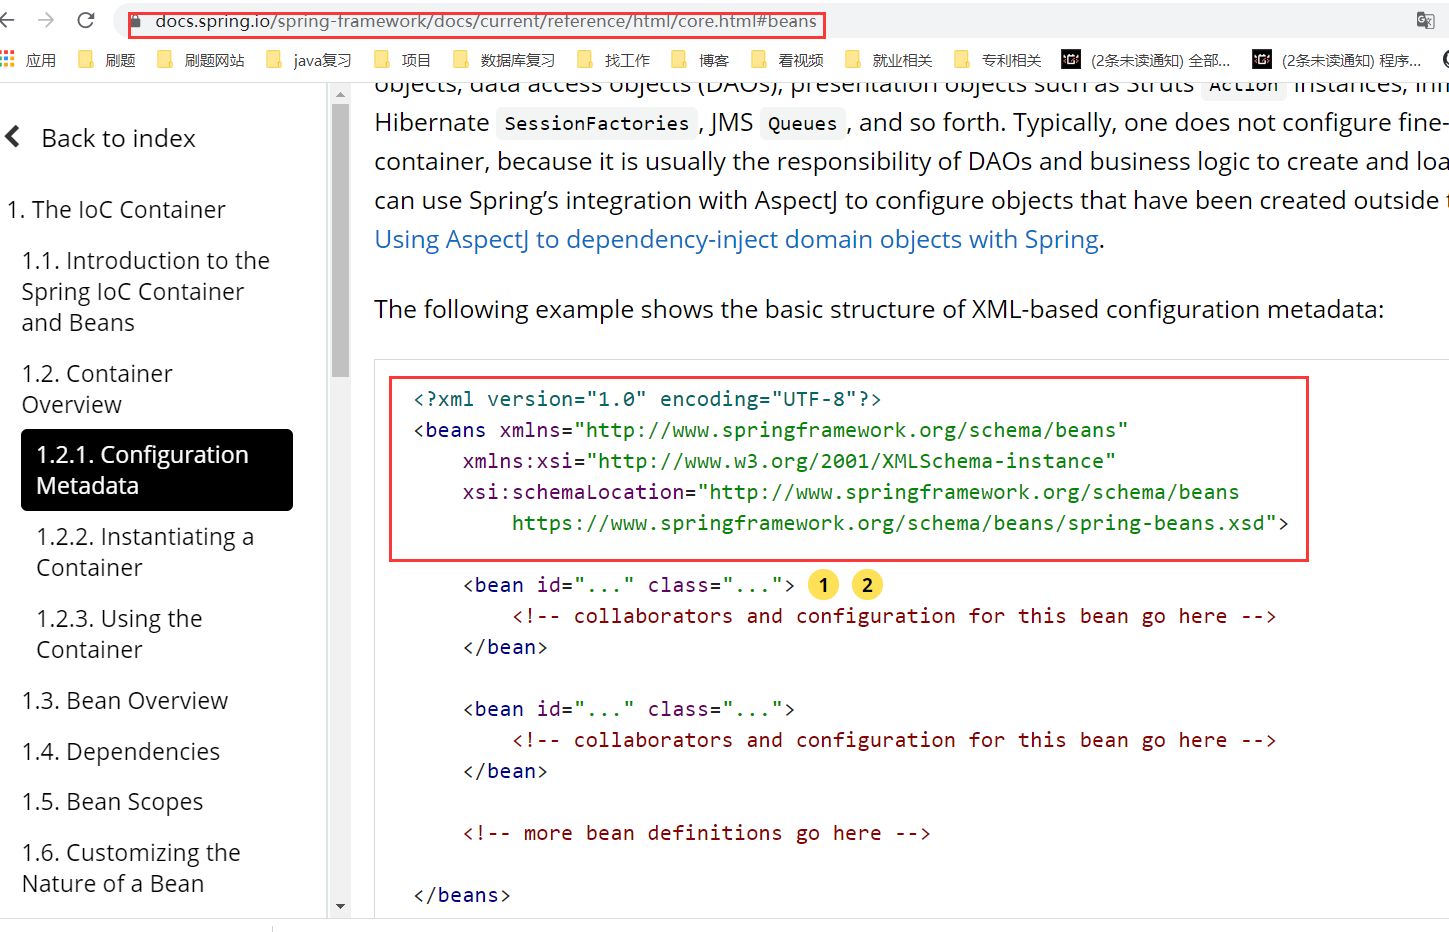 docs.spring.io/spring-framework/docs/current/reference/html/core.html#beans
应用 刷题 刷题网站 java复习 项目 数据库复习 找工作 博客 看视频 就业相关 专利相关 (2条未读通知) 全部... (2条未读通知) 程序...
Back to index
1. The IoC Container
1.1. Introduction to the
Spring IoC Container
and Beans
1.2. Container
Overview
1.2.1. Configuration
Metadata
1.2.2. Instantiating a
Container
1.2.3. Using the
Container
1.3. Bean Overview
1.4. Dependencies
1.5. Bean Scopes
1.6. Customizing the
Nature of a Bean
objects, data access objects (DAOs), presentation objects such as Struts Action instances,
Hibernate SessionFactories, JMS Queues, and so forth. Typically, one does not configure fine-
container, because it is usually the responsibility of DAOs and business logic to create and loa
can use Spring’s integration with AspectJ to configure objects that have been created outside t
Using AspectJ to dependency-inject domain objects with Spring.
The following example shows the basic structure of XML-based configuration metadata:
<?xml version="1.0" encoding="UTF-8"?>
<beans xmlns="http://www.springframework.org/schema/beans"
xmlns:xsi="http://www.w3.org/2001/XMLSchema-instance"
xsi:schemaLocation="http://www.springframework.org/schema/beans
https://www.springframework.org/schema/beans/spring-beans.xsd">
<bean id="..." class="..."> 1 2
<!-- collaborators and configuration for this bean go here -->
</bean>
<bean id="..." class="...">
<!-- collaborators and configuration for this bean go here -->
</bean>
<!-- more bean definitions go here -->
</beans>